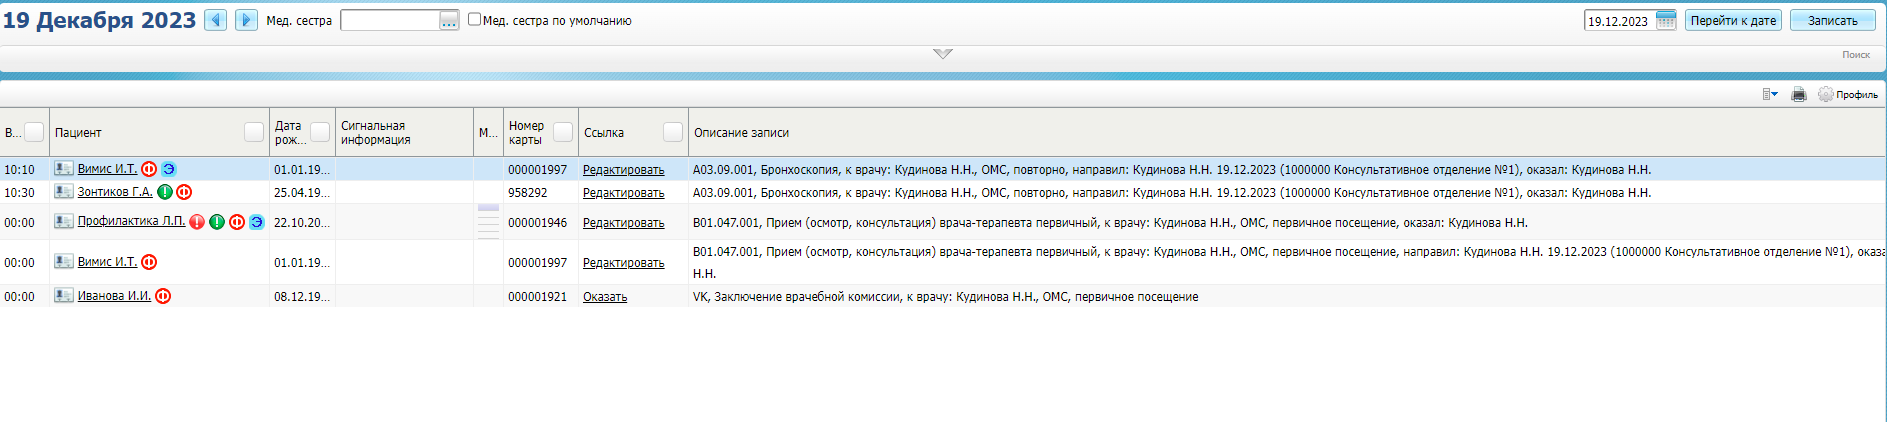 19 Декабря 2023 Мед. сестра ... Мед. сестра по умолчанию 19.12.2023 Перейти к дате Записать
Поиск
Профиль
В... Пациент Дата рож... Сигнальная информация М... Номер карты Ссылка Описание записи
10:10 Вимис И.Т. Ф Э 01.01.19... 000001997 Редактировать A03.09.001, Бронхоскопия, к врачу: Кудинова Н.Н., ОМС, повторно, направил: Кудинова Н.Н. 19.12.2023 (1000000 Консультативное отделение №1), оказал: Кудинова Н.Н.
10:30 Зонтиков Г.А. ! Ф 25.04.19... 958292 Редактировать A03.09.001, Бронхоскопия, к врачу: Кудинова Н.Н., ОМС, повторно, направил: Кудинова Н.Н. 19.12.2023 (1000000 Консультативное отделение №1), оказал: Кудинова Н.Н.
00:00 Профилактика Л.П. ! ! Ф Э 22.10.20... 000001946 Редактировать B01.047.001, Прием (осмотр, консультация) врача-терапевта первичный, к врачу: Кудинова Н.Н., ОМС, первичное посещение, оказал: Кудинова Н.Н.
00:00 Вимис И.Т. Ф 01.01.19... 000001997 Редактировать B01.047.001, Прием (осмотр, консультация) врача-терапевта первичный, к врачу: Кудинова Н.Н., ОМС, первичное посещение, направил: Кудинова Н.Н. 19.12.2023 (1000000 Консультативное отделение №1), оказа
Н.Н.
00:00 Иванова И.И. Ф 08.12.19... 000001921 Оказать VK, Заключение врачебной комиссии, к врачу: Кудинова Н.Н., ОМС, первичное посещение